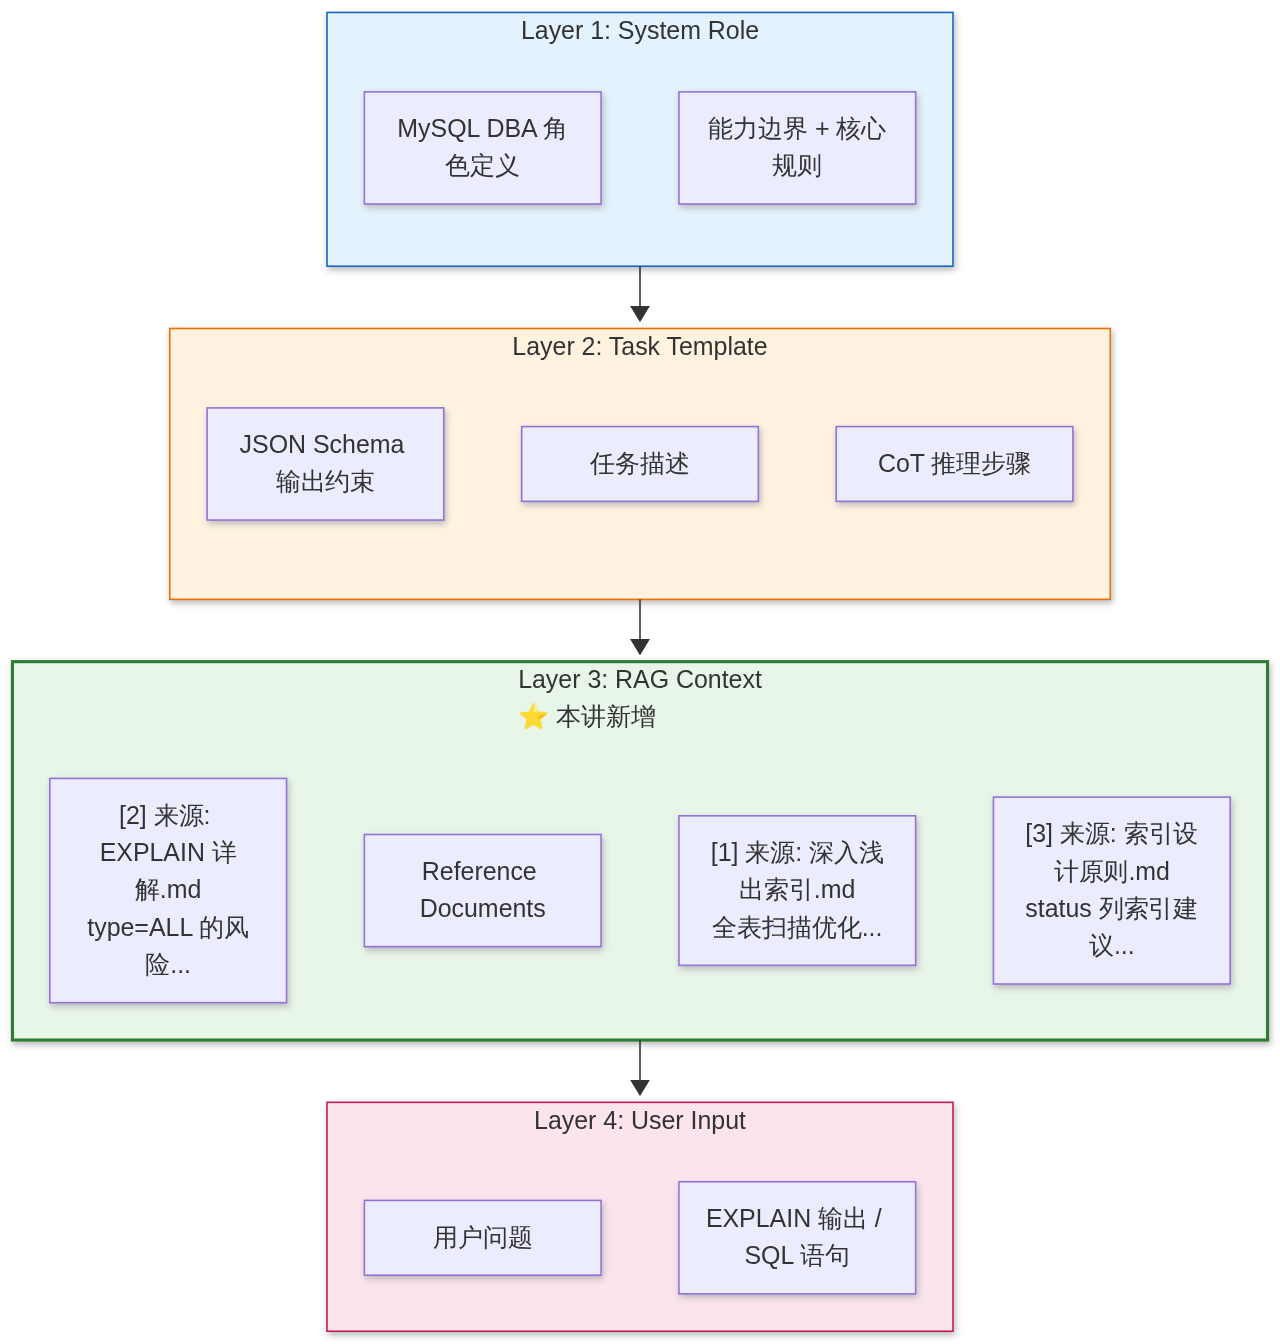 Layer 1: System Role
MySQL DBA 角
色定义
能力边界 + 核心
规则
Layer 2: Task Template
JSON Schema
输出约束
任务描述
CoT 推理步骤
Layer 3: RAG Context
⭐ 本讲新增
[2] 来源:
EXPLAIN 详
解.md
type=ALL 的风
险...
Reference
Documents
[1] 来源: 深入浅
出索引.md
全表扫描优化...
[3] 来源: 索引设
计原则.md
status 列索引建
议...
Layer 4: User Input
用户问题
EXPLAIN 输出 /
SQL 语句